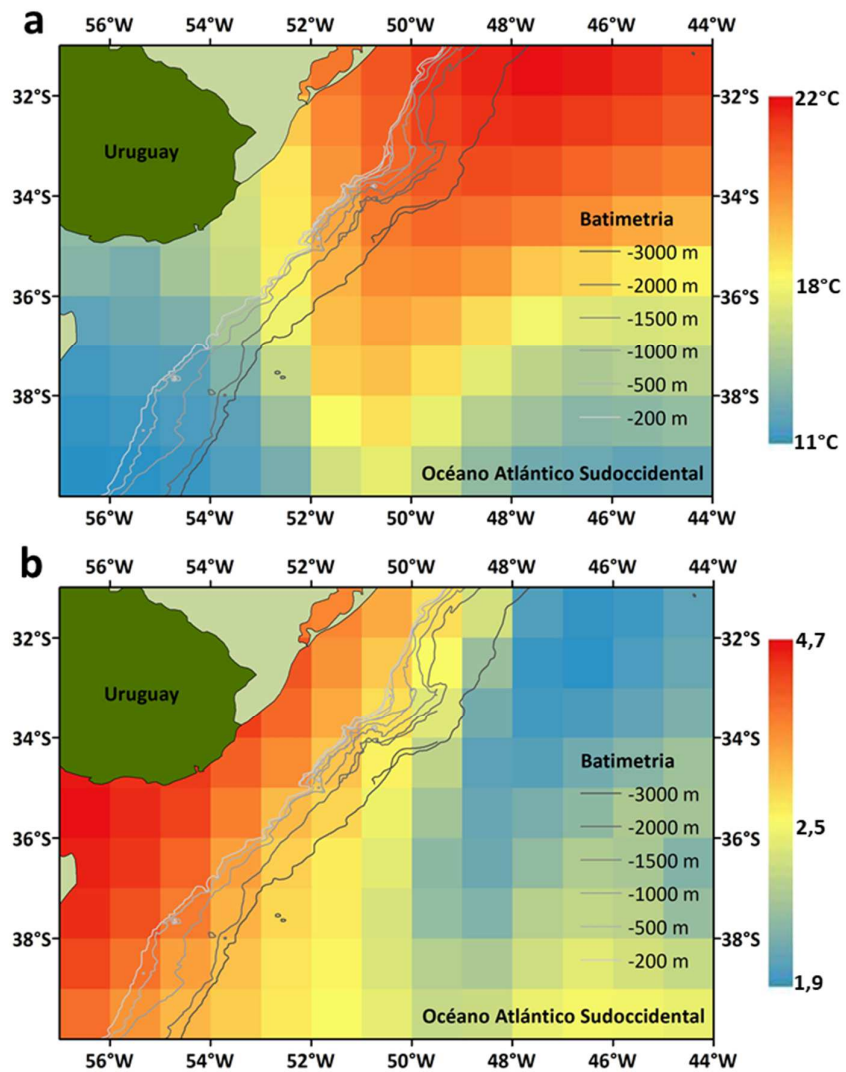 a
56°W 54°W 52°W 50°W 48°W 46°W 44°W
32°S 32°S 22°C
Uruguay
34°S 34°S
Batimetria
-3000 m
-2000 m
36°S 36°S 18°C
-1500 m
-1000 m
-500 m
38°S 38°S
-200 m
11°C
Océano Atlántico Sudoccidental
56°W 54°W 52°W 50°W 48°W 46°W 44°W
b
56°W 54°W 52°W 50°W 48°W 46°W 44°W
32°S 32°S 4,7
Uruguay
34°S 34°S
Batimetria
-3000 m
-2000 m
36°S 36°S 2,5
-1500 m
-1000 m
-500 m
38°S 38°S
-200 m
1,9
Océano Atlántico Sudoccidental
56°W 54°W 52°W 50°W 48°W 46°W 44°W